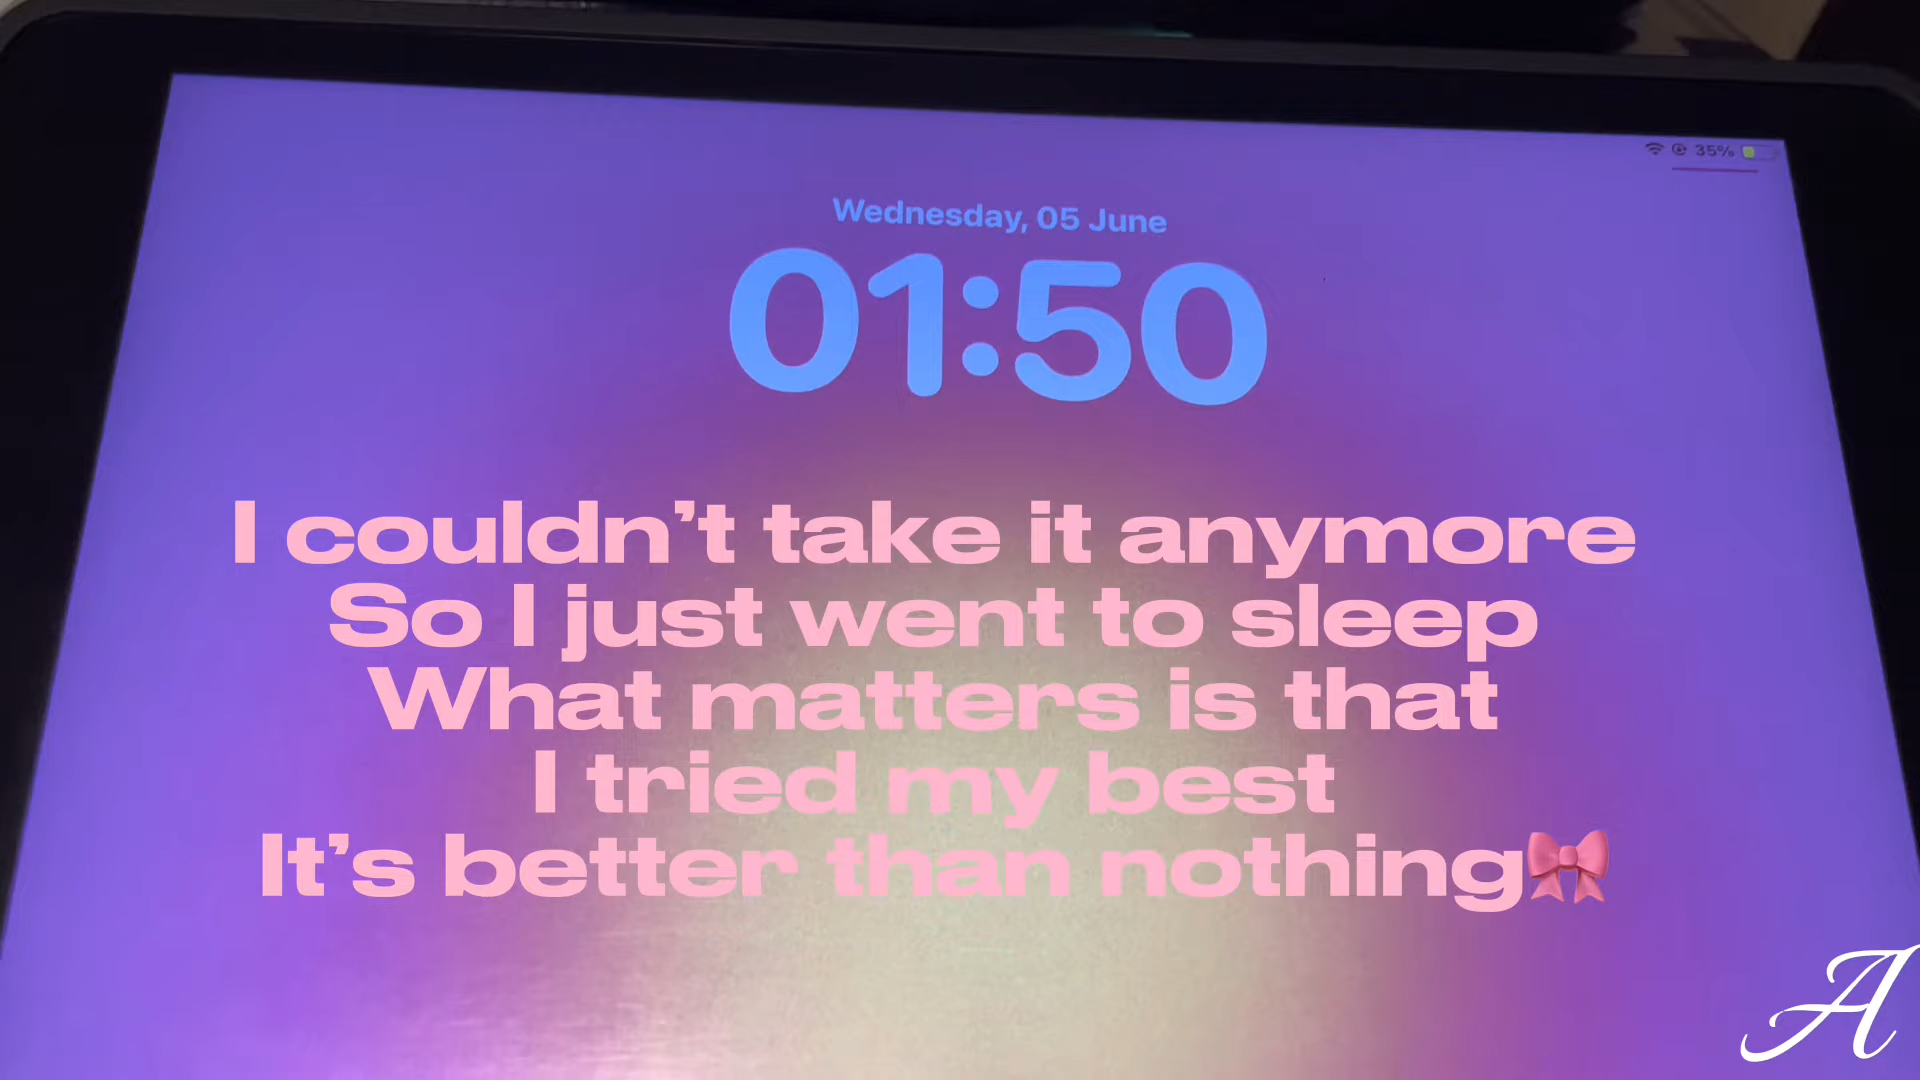 35%
Wednesday, 05 June
01:50
I couldn’t take it anymore
So I just went to sleep
What matters is that
I tried my best
It’s better than nothing🎀
A